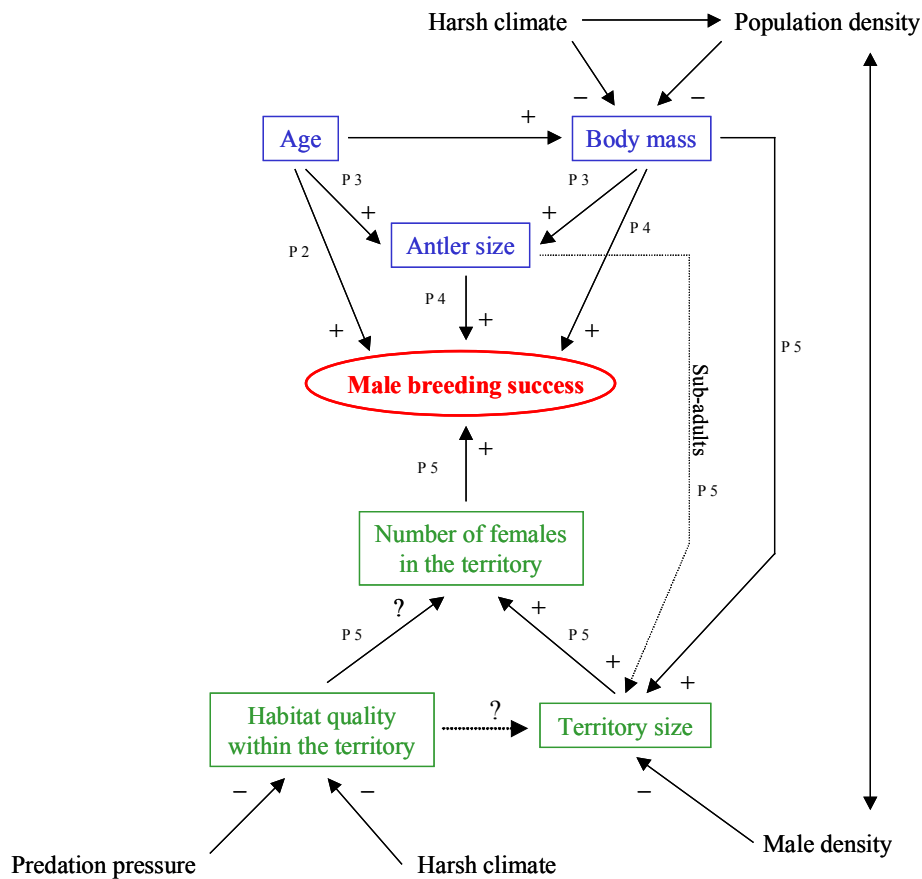 Harsh climate
Population density
−
−
+
Age
Body mass
P 3
P 3
+
+
P 4
Antler size
P 2
P 4
+
+
+
P 5
Male breeding success
Sub-adults
+
P 5
P 5
Number of females
in the territory
?
+
P 5
P 5
+
+
Habitat quality
within the territory
?
Territory size
−
−
−
Male density
Predation pressure
Harsh climate